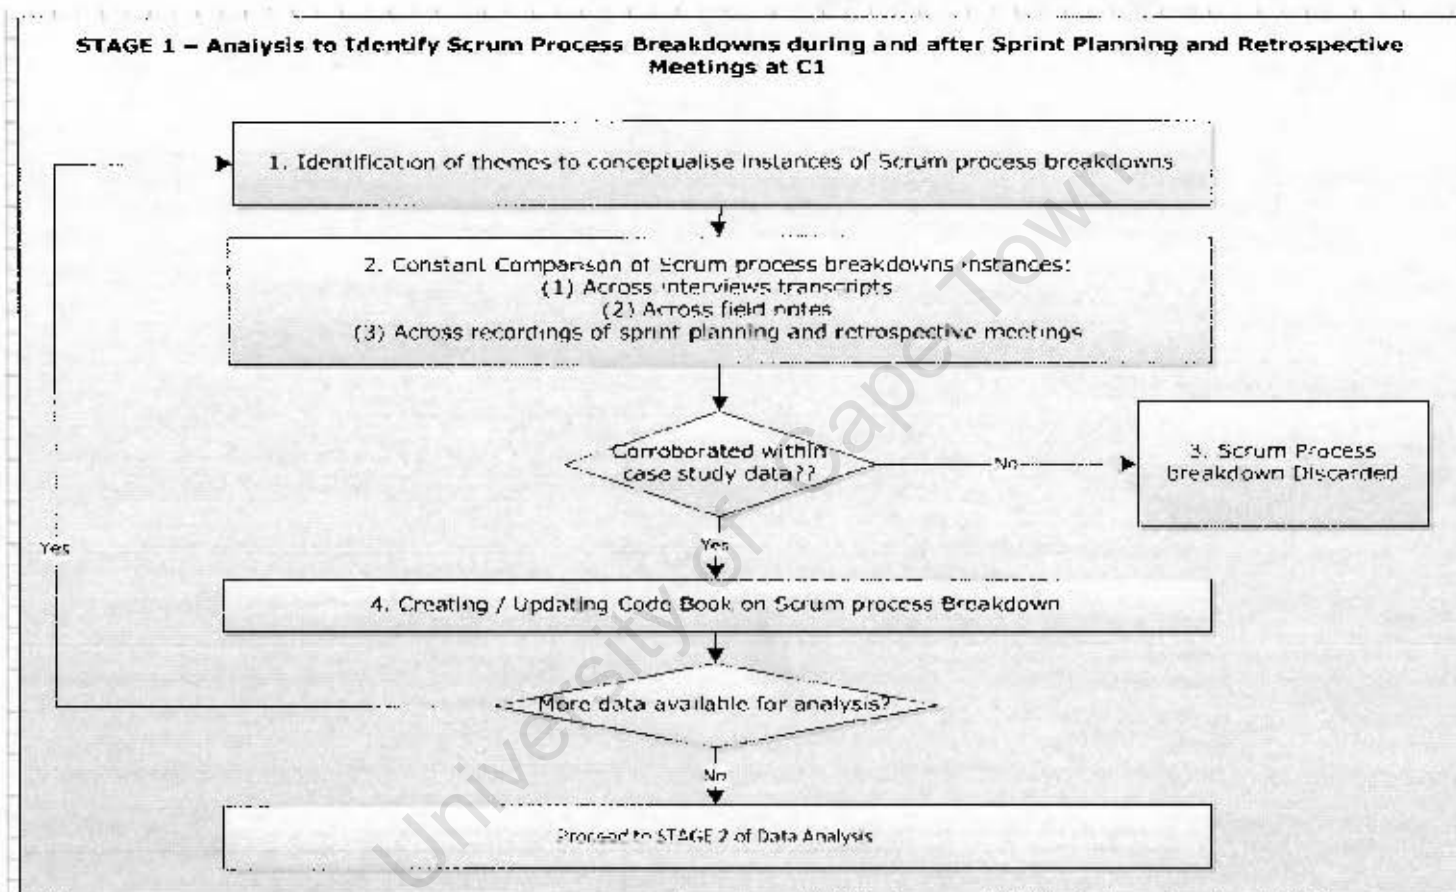 STAGE 1 – Analysis to Identify Scrum Process Breakdowns during and after Sprint Planning and Retrospective
Meetings at C1
1. Identification of themes to conceptualise instances of Scrum process breakdowns
2. Constant Comparison of Scrum process breakdowns instances:
(1) Across interviews transcripts
(2) Across field notes
(3) Across recordings of sprint planning and retrospective meetings
Corroborated within
case study data??
No
3. Scrum Process
breakdown Discarded
Yes
Yes
4. Creating / Updating Code Book on Scrum process Breakdown
More data available for analysis?
No
Proceed to STAGE 2 of Data Analysis
University of Cape Town